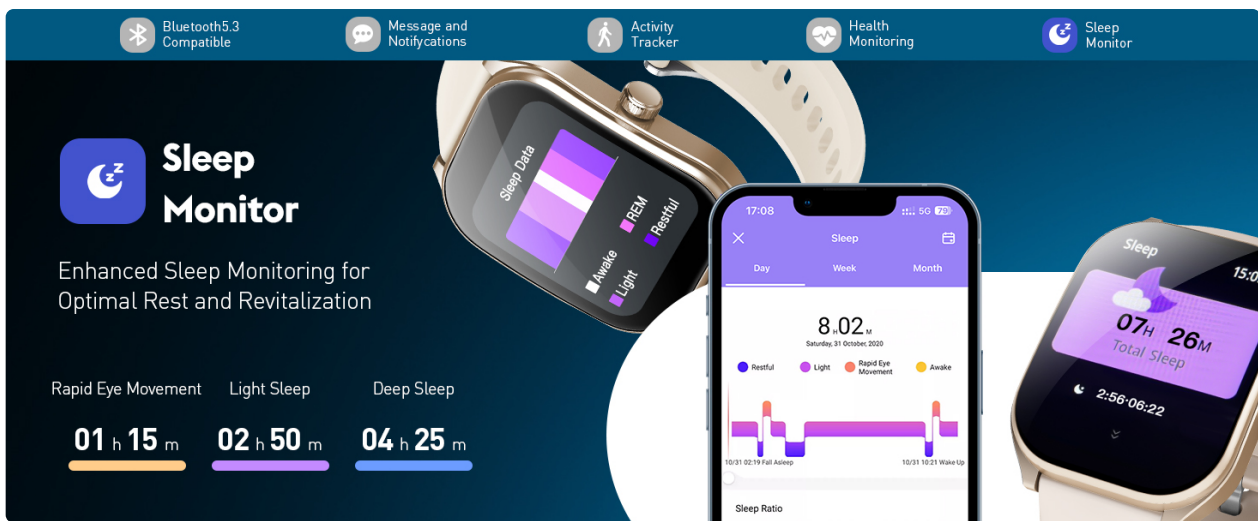 Bluetooth5.3
Compatible
Message and
Notifycations
Activity
Tracker
Health
Monitoring
Sleep
Monitor
Sleep
Monitor
Enhanced Sleep Monitoring for
Optimal Rest and Revitalization
Rapid Eye Movement
Light Sleep
Deep Sleep
01 h 15 m
02 h 50 m
04 h 25 m
Sleep Data
Awake
REM
Light
Restful
17:08
5G 79
Sleep
Day
Week
Month
8 H 02 M
Saturday, 31 October, 2020
Restful
Light
Rapid Eye
Movement
Awake
10/31 02:19 Fall Asleep
10/31 10:21 Wake Up
Sleep Ratio
Sleep
07H 26M
Total Sleep
2:56-06:22